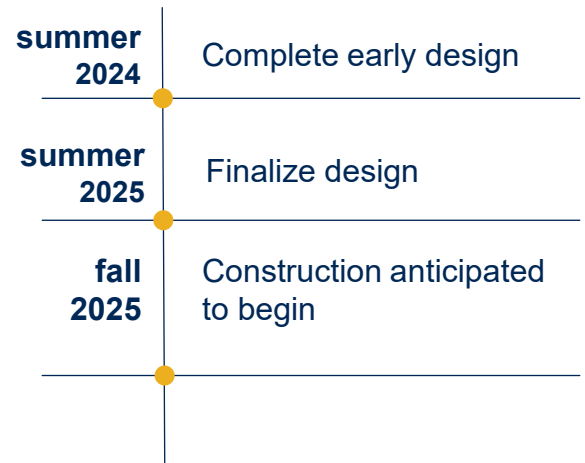 summer
2024
Complete early design
summer
2025
Finalize design
fall
2025
Construction anticipated
to begin